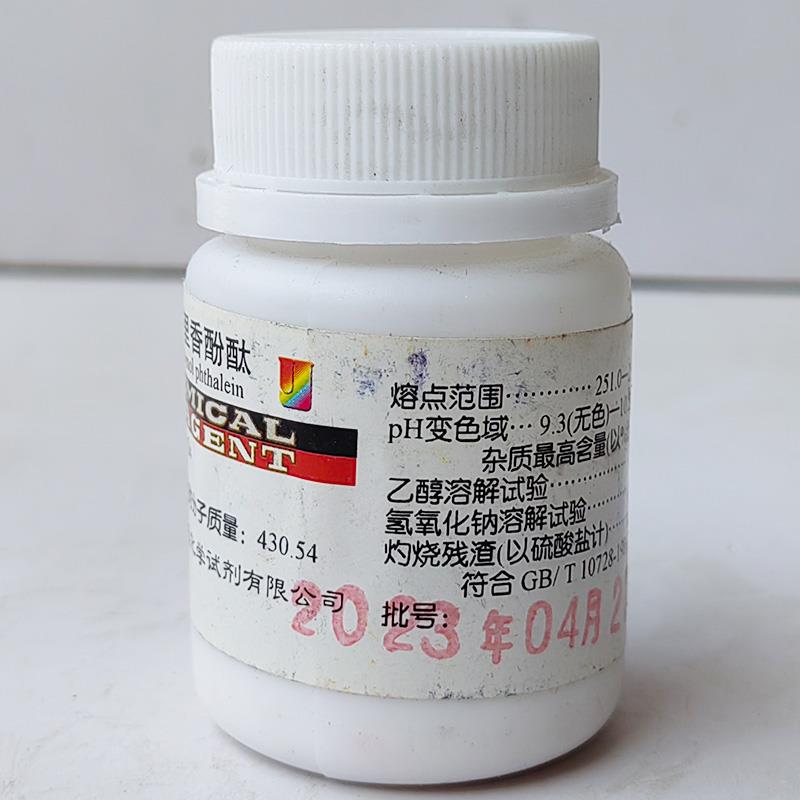 香酚酞
phthalein
MICAL
GENT
子质量：430.54
学试剂有限公司
熔点范围············251.0—
pH变色域···9.3(无色)—10.
杂质最高含量(以%
乙醇溶解试验········
氢氧化钠溶解试验····
灼烧残渣(以硫酸盐计)····
符合 GB/T 10728-19
批号：
2023年04月2